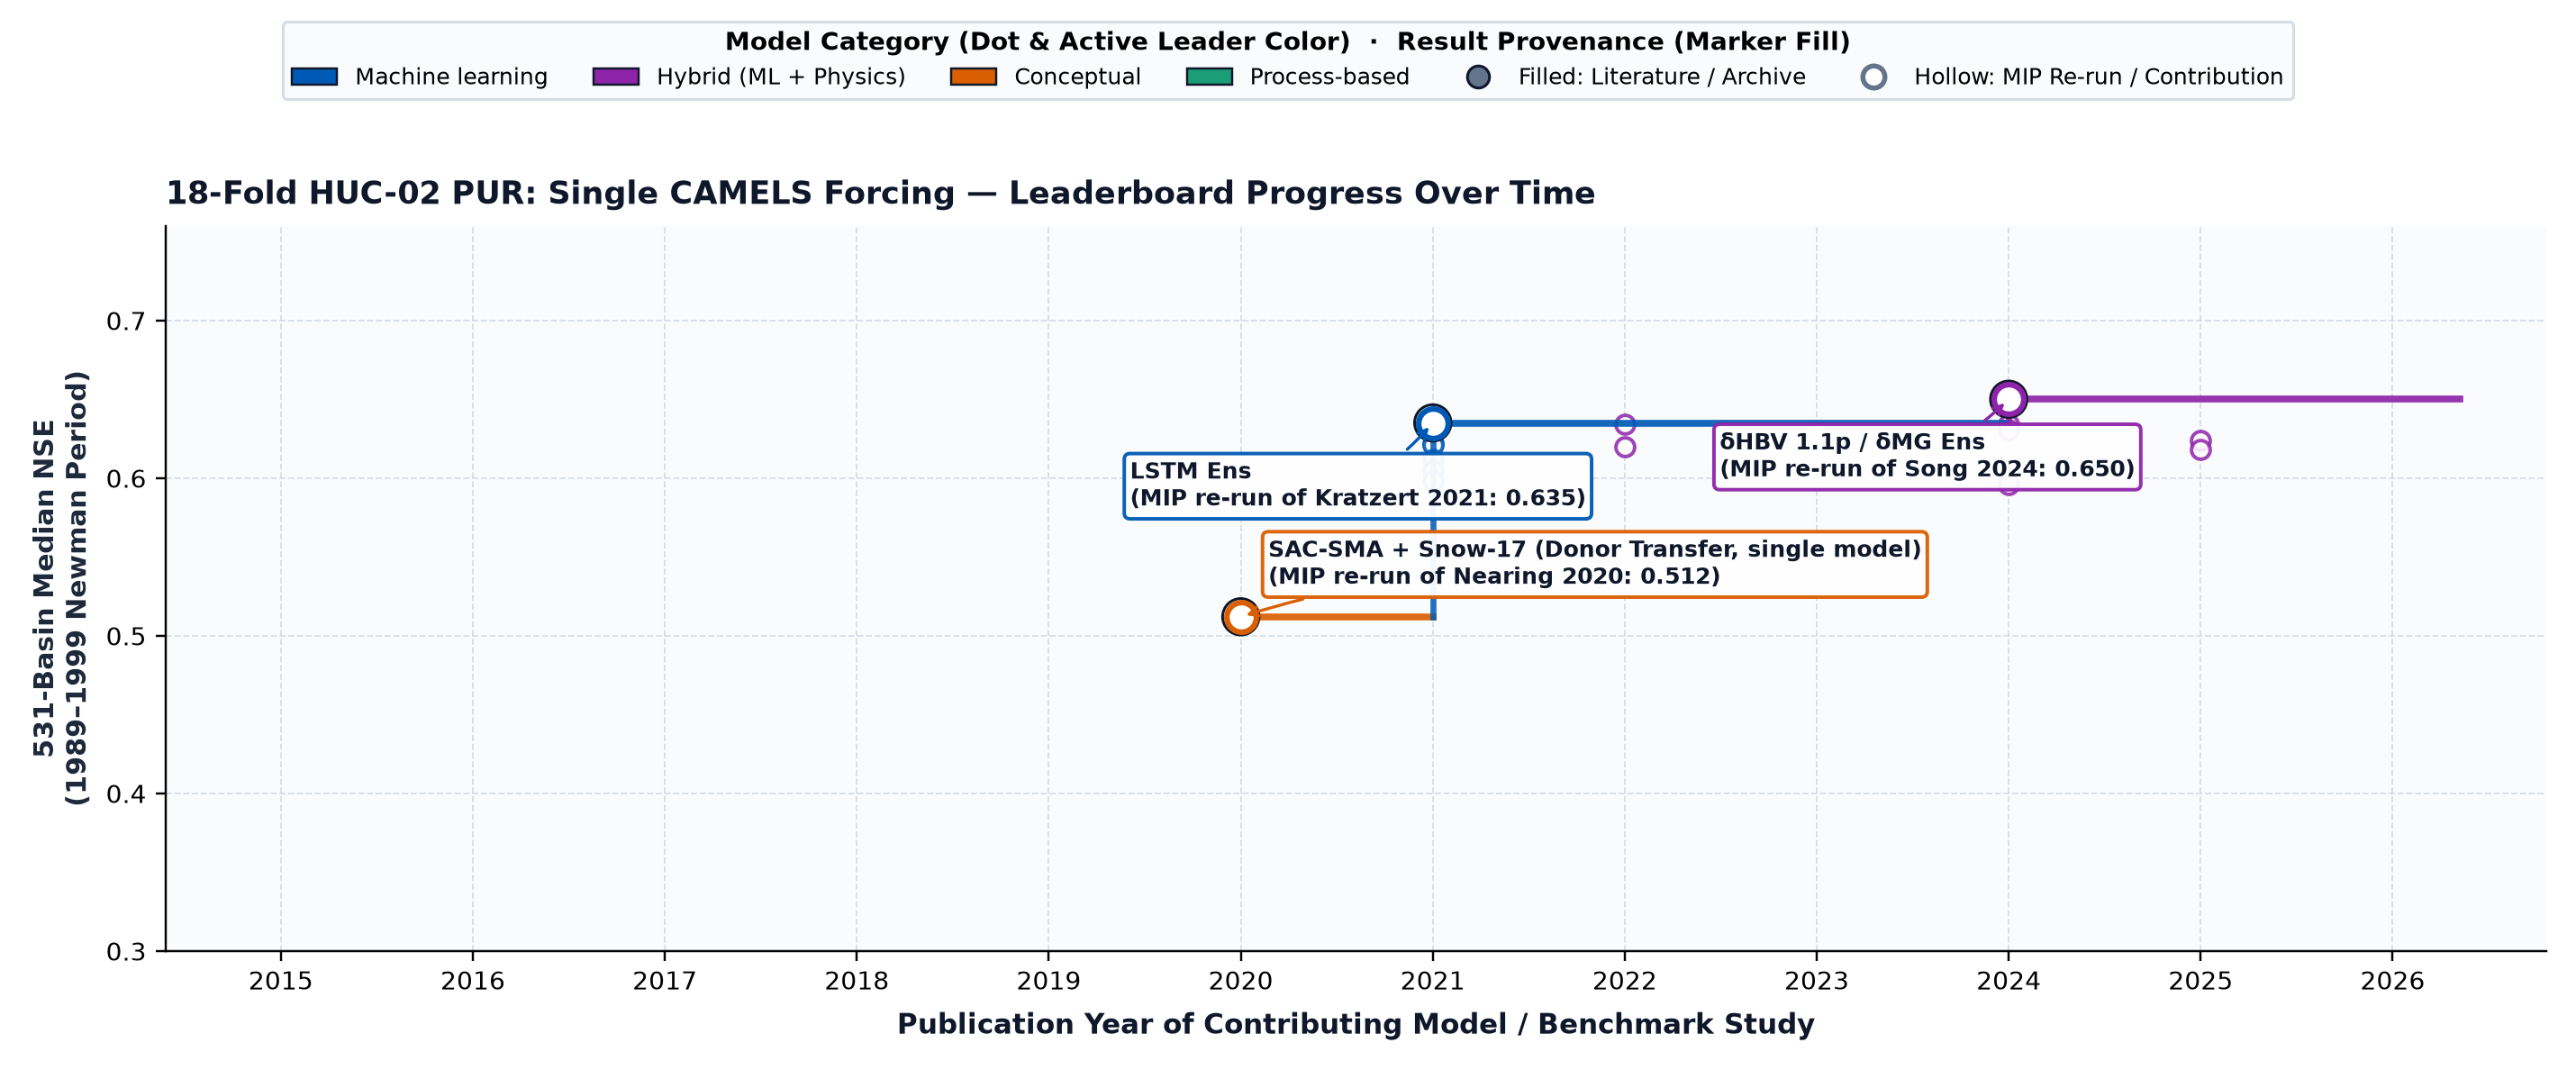 Model Category (Dot & Active Leader Color)  ·  Result Provenance (Marker Fill)
Machine learning
Hybrid (ML + Physics)
Conceptual
Process-based
Filled: Literature / Archive
Hollow: MIP Re-run / Contribution
18-Fold HUC-02 PUR: Single CAMELS Forcing — Leaderboard Progress Over Time
531-Basin Median NSE
(1989–1999 Newman Period)
0.7
0.6
0.5
0.4
0.3
LSTM Ens
(MIP re-run of Kratzert 2021: 0.635)
δHBV 1.1p / δMG Ens
(MIP re-run of Song 2024: 0.650)
SAC-SMA + Snow-17 (Donor Transfer, single model)
(MIP re-run of Nearing 2020: 0.512)
2015
2016
2017
2018
2019
2020
2021
2022
2023
2024
2025
2026
Publication Year of Contributing Model / Benchmark Study